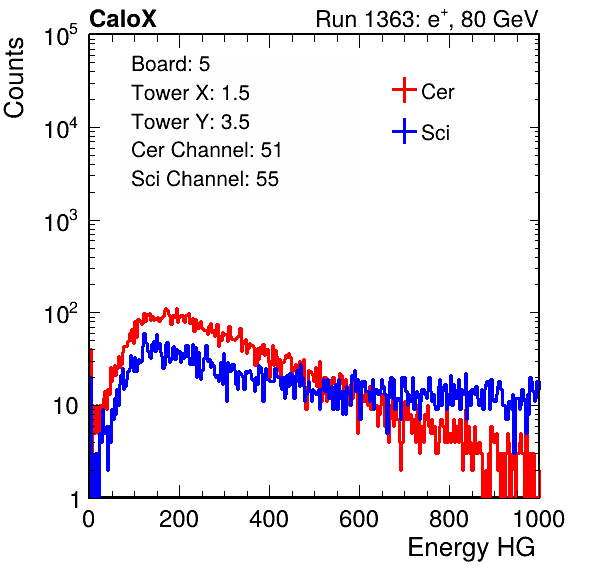 CaloX Run 1363: e⁺, 80 GeV
Counts
10⁵
10⁴
10³
10²
10
1
Board: 5
Tower X: 1.5
Tower Y: 3.5
Cer Channel: 51
Sci Channel: 55
Cer
Sci
0 200 400 600 800 1000
Energy HG